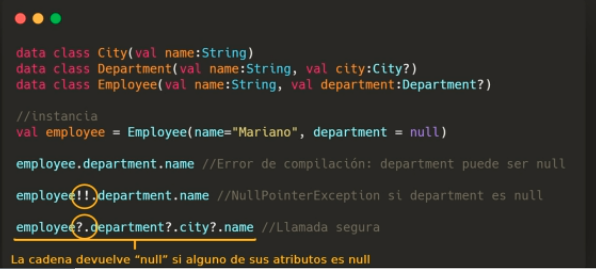 data class City(val name:String)
data class Department(val name:String, val city:City?)
data class Employee(val name:String, val department:Department?)
//instancia
val employee = Employee(name="Mariano", department = null)
employee.department.name //Error de compilación: department puede ser null
employee!!.department.name //NullPointerException si department es null
employee?.department?.city?.name //Llamada segura
La cadena devuelve "null" si alguno de sus atributos es null